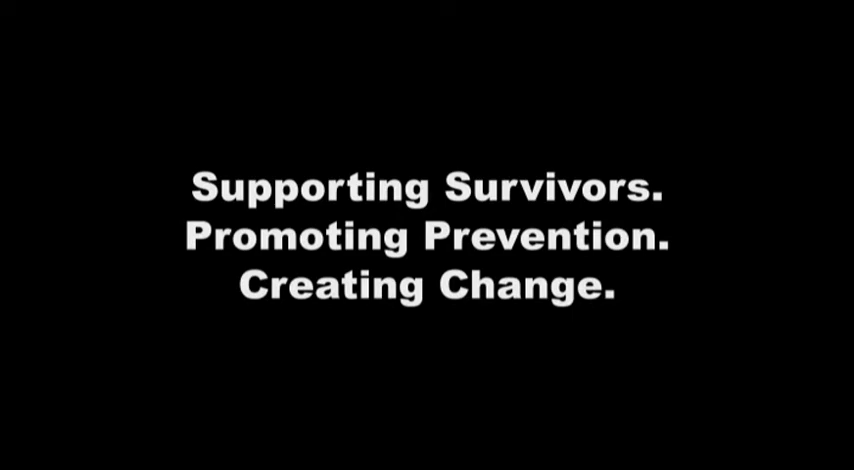 Supporting Survivors.
Promoting Prevention.
Creating Change.